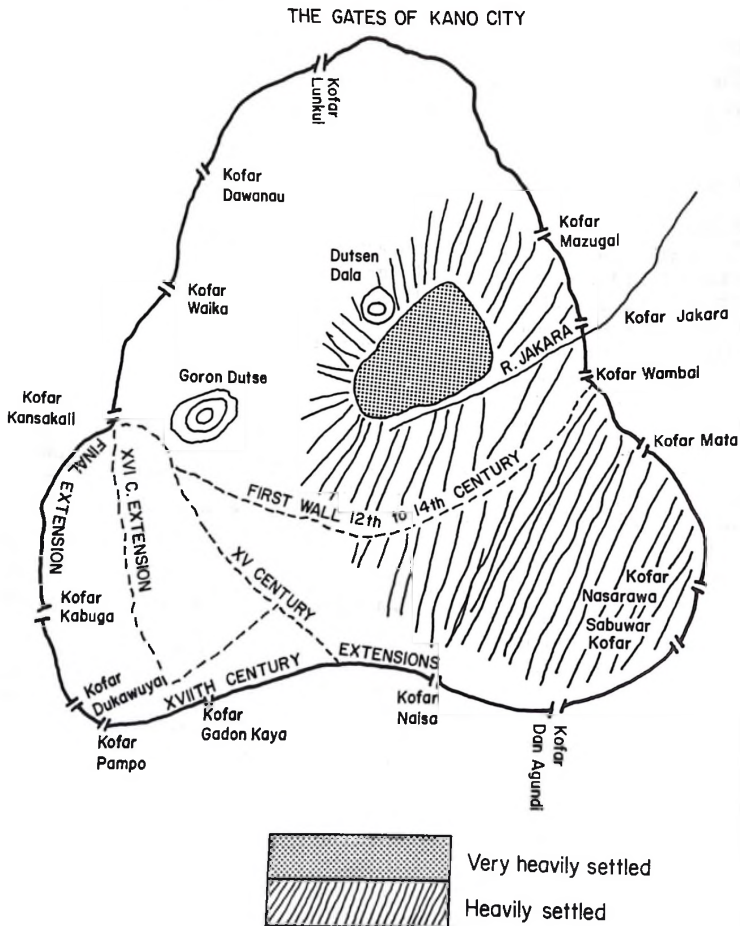 THE GATES OF KANO CITY
Kofar
Lunkui
Kofar
Dawanau
Kofar
Mazugal
Dutsen
Dala
Kofar
Waika
Kofar Jakara
R. JAKARA
Kofar Wambai
Goron Dutse
Kofar
Kansakali
Kofar Mata
FINAL EXTENSION
XVI C. EXTENSION
FIRST WALL 12th to 14th CENTURY
XV CENTURY
Kofar
Nasarawa
Kofar
Kabuga
Sabuwar
Kofar
EXTENSIONS
XVIITH CENTURY
Kofar
Dukawuya
Kofar
Naisa
Kofar
Gadon Kaya
Kofar
Pampo
Kofar
Dan Agundi
Very heavily settled
Heavily settled